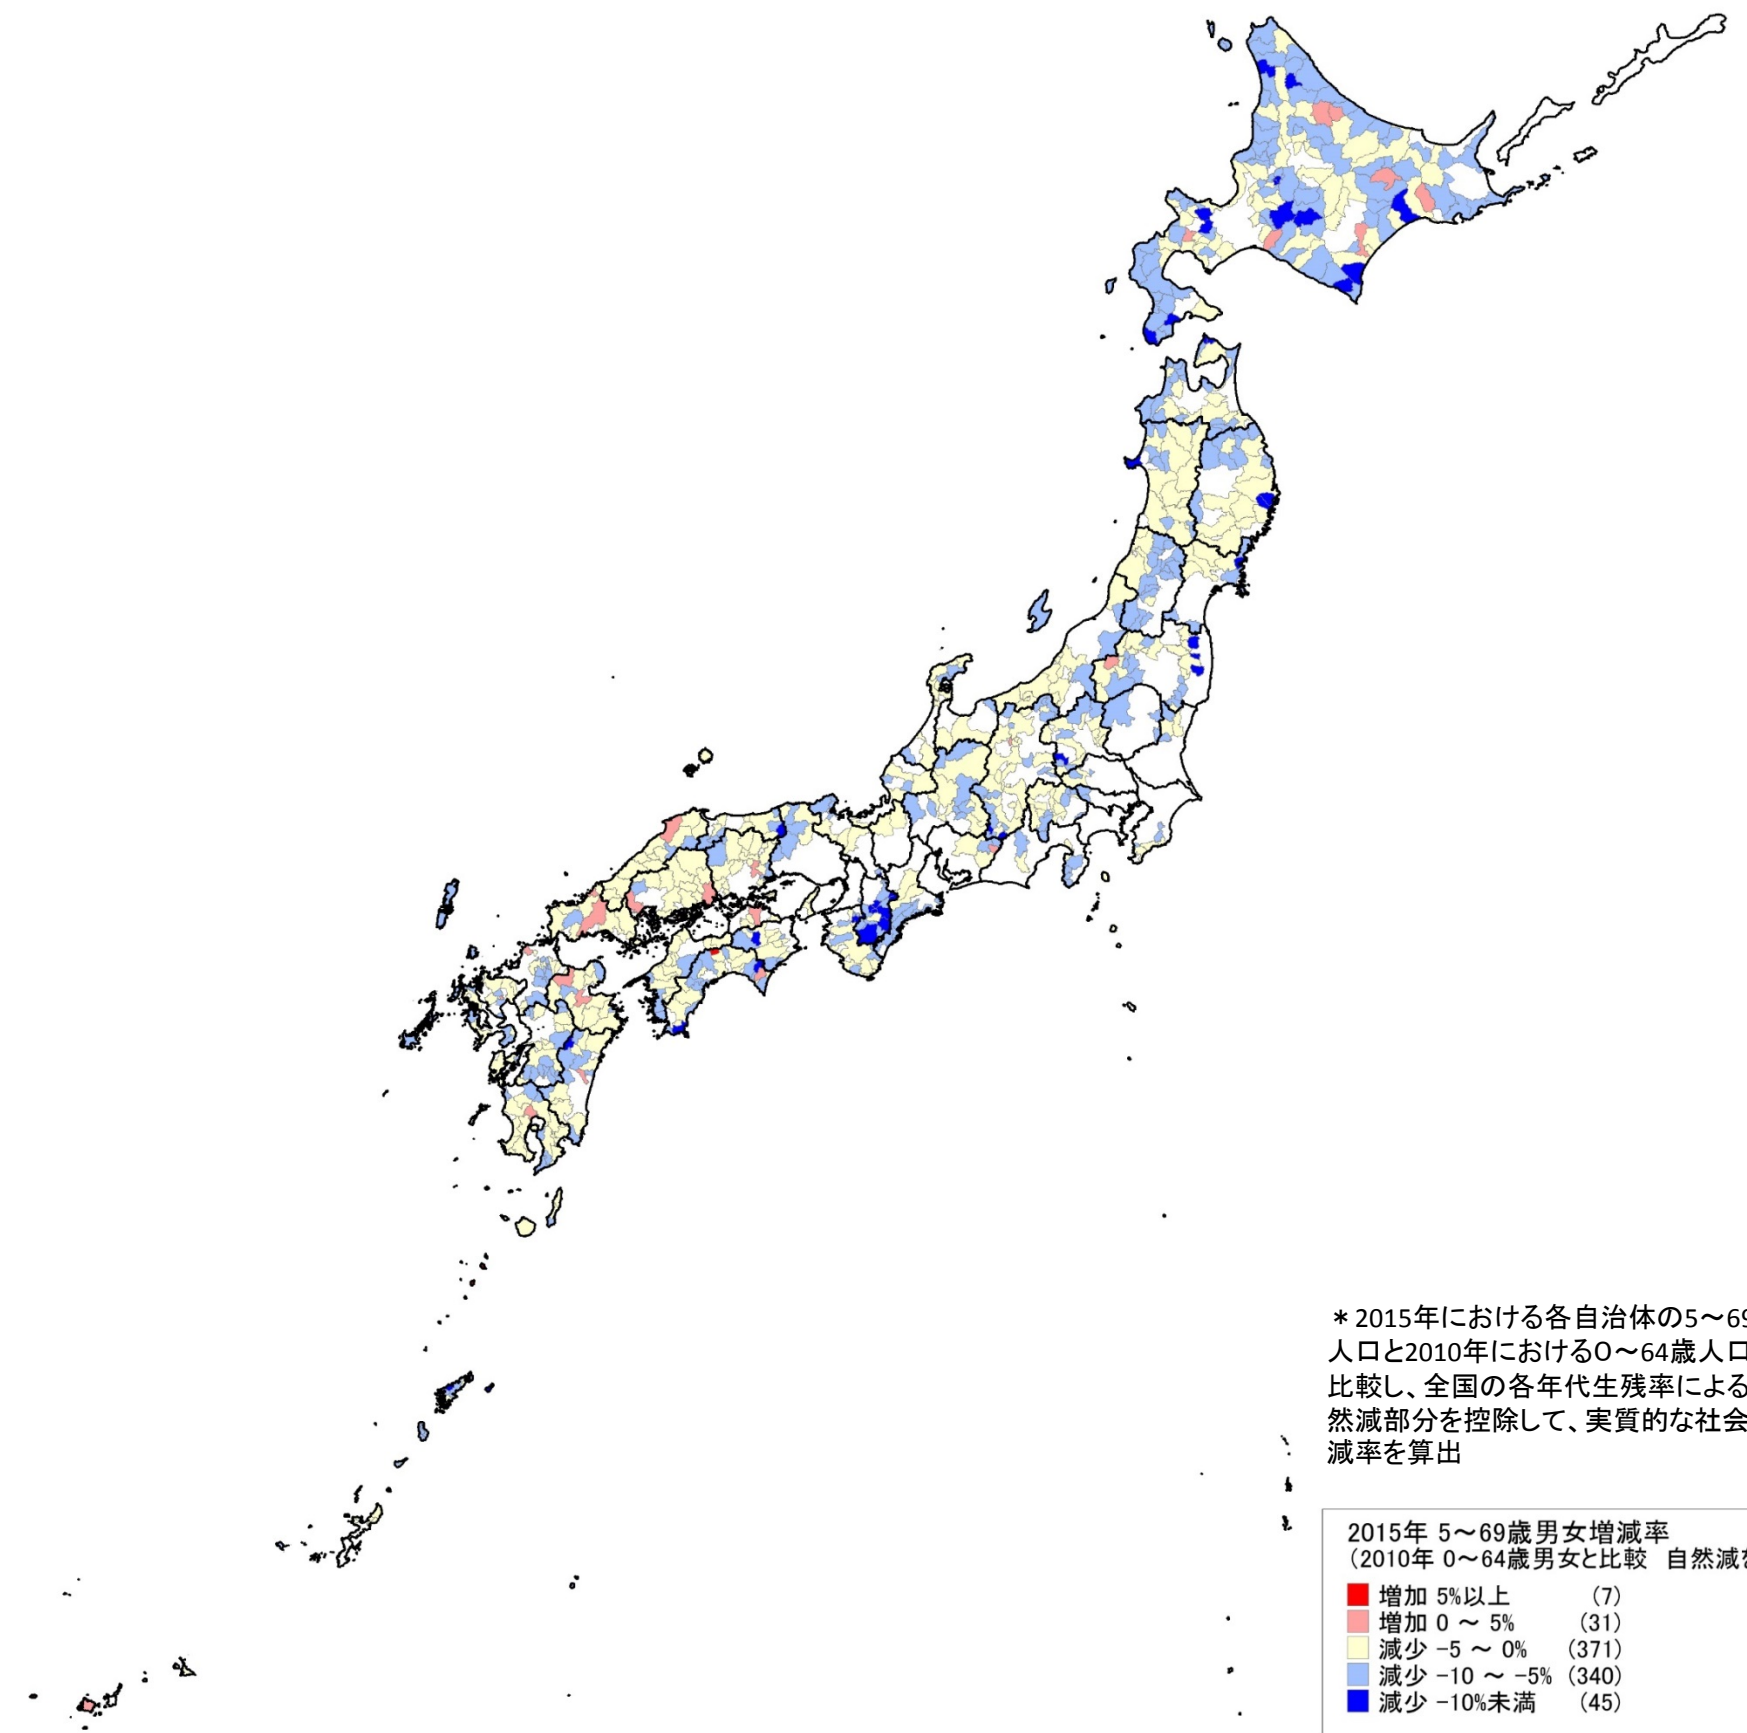 ＊2015年における各自治体の5～69
人口と2010年における0～64歳人口
比較し、全国の各年代生残率による
然減部分を控除して、実質的な社会
減率を算出
2015年 5～69歳男女増減率
（2010年 0～64歳男女と比較 自然減を
増加 5%以上 (7)
増加 0 ～ 5% (31)
減少 -5 ～ 0% (371)
減少 -10 ～ -5% (340)
減少 -10%未満 (45)